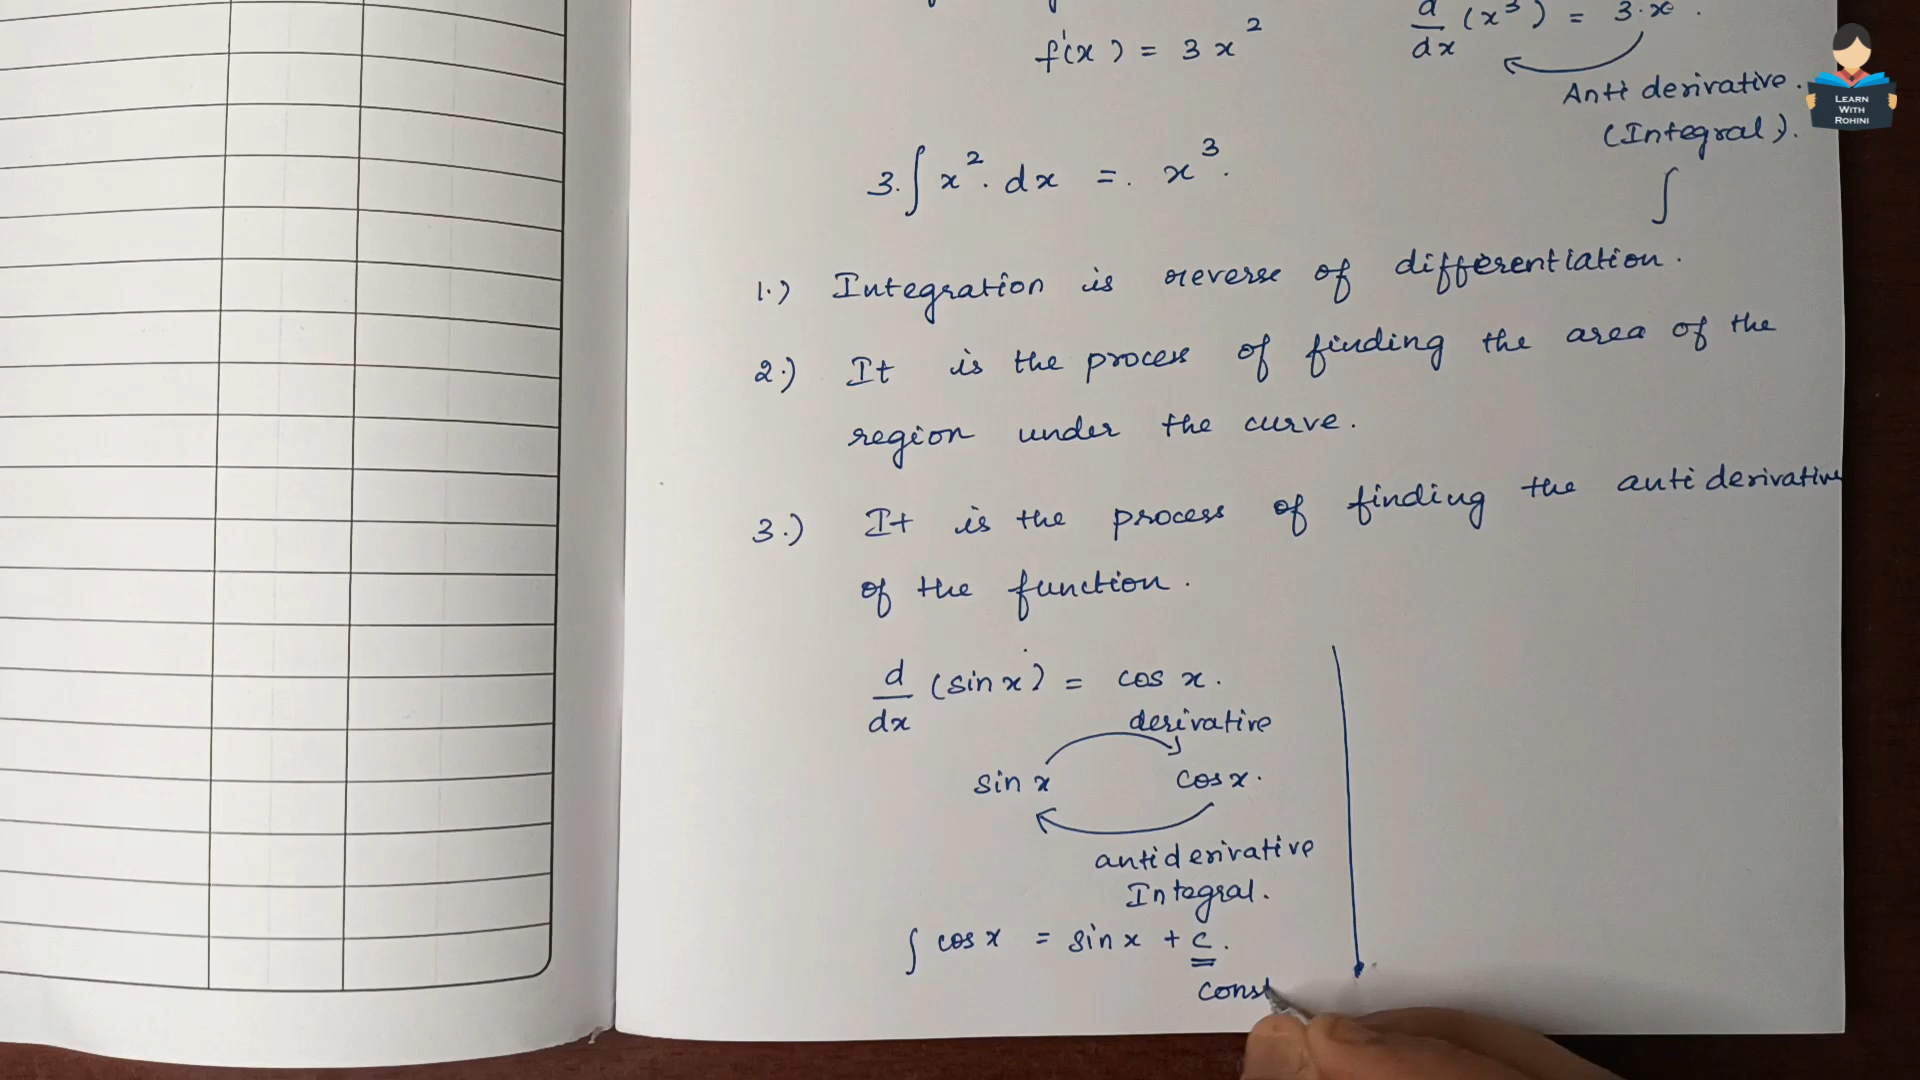 f'(x) = 3x²
d/dx (x³) = 3·x
Anti derivative.
(Integral).
∫
3.∫ x². dx =. x³.
1.) Integration is reverse of differentiation.
2.) It is the process of finding the area of the
region under the curve.
3.) It is the process of finding the anti derivative
of the function.
d/dx (sin x) = cos x.
derivative
sin x cos x.
antiderivative
Integral.
∫ cos x = sin x + c.
const
LEARN
WITH
ROHINI